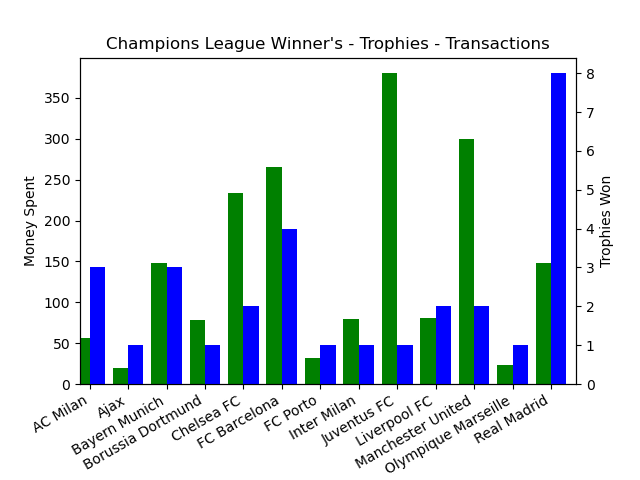 Champions League Winner's - Trophies - Transactions
Money Spent
350
300
250
200
150
100
50
0
8
7
6
5
4
3
2
1
0
Trophies Won
AC Milan
Ajax
Bayern Munich
Borussia Dortmund
Chelsea FC
FC Barcelona
FC Porto
Inter Milan
Juventus FC
Liverpool FC
Manchester United
Olympique Marseille
Real Madrid